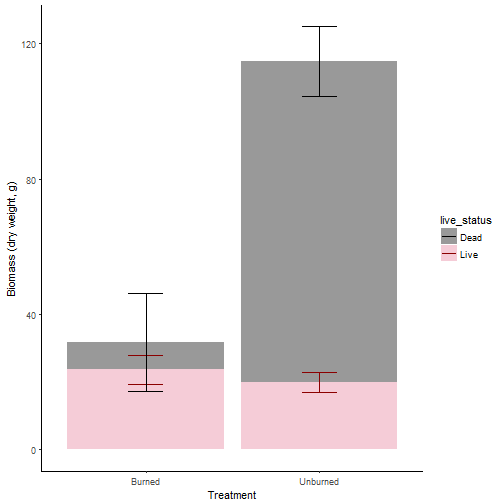 Biomass (dry weight, g)
120
80
40
0
Burned
Unburned
Treatment
live_status
Dead
Live